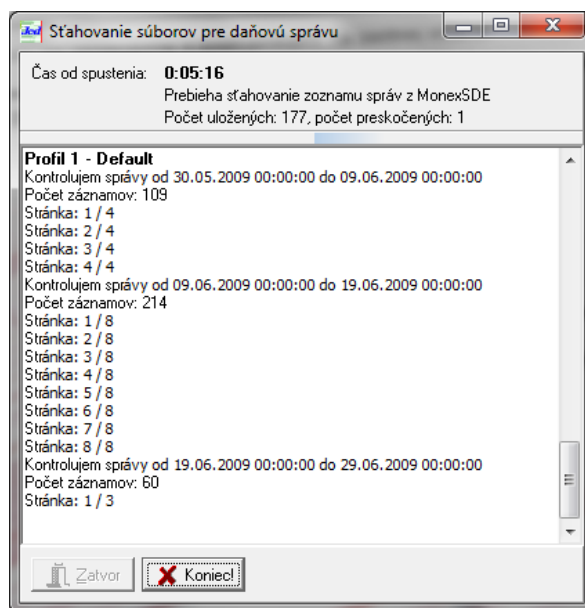 Sťahovanie súborov pre daňovú správu
Čas od spustenia: 0:05:16
Prebieha sťahovanie zoznamu správ z MonexSDE
Počet uložených: 177, počet preskočených: 1
Profil 1 - Default
Kontrolujem správy od 30.05.2009 00:00:00 do 09.06.2009 00:00:00
Počet záznamov: 109
Stránka: 1 / 4
Stránka: 2 / 4
Stránka: 3 / 4
Stránka: 4 / 4
Kontrolujem správy od 09.06.2009 00:00:00 do 19.06.2009 00:00:00
Počet záznamov: 214
Stránka: 1 / 8
Stránka: 2 / 8
Stránka: 3 / 8
Stránka: 4 / 8
Stránka: 5 / 8
Stránka: 6 / 8
Stránka: 7 / 8
Stránka: 8 / 8
Kontrolujem správy od 19.06.2009 00:00:00 do 29.06.2009 00:00:00
Počet záznamov: 60
Stránka: 1 / 3
Zatvor
Koniec!